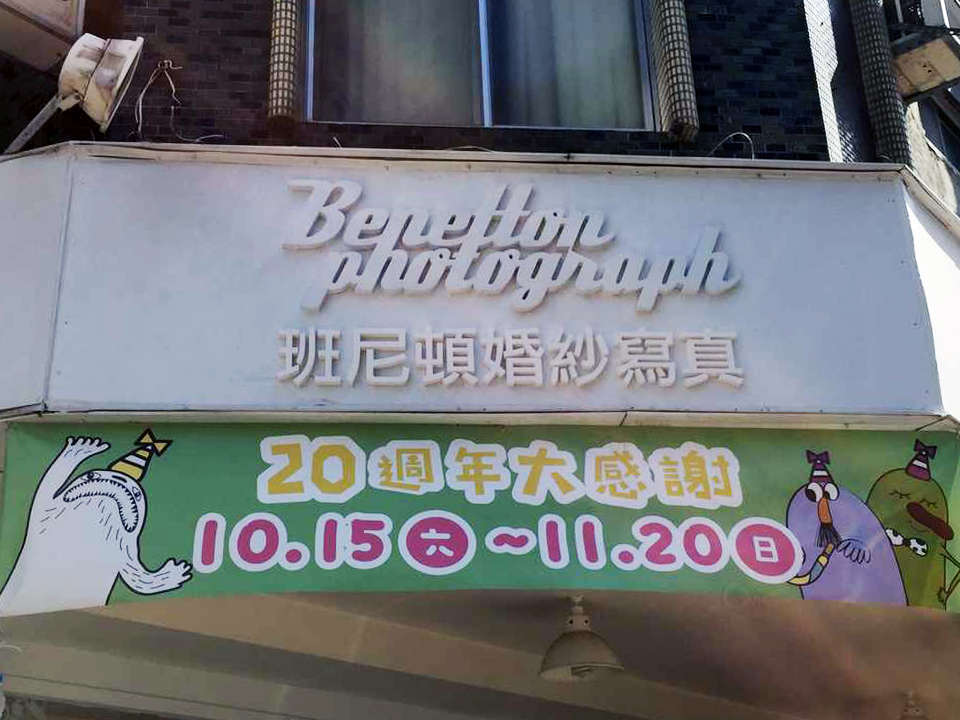 Benetton
photograph
班尼頓婚紗寫真
20週年大感謝
10.15㊅~11.20㊐